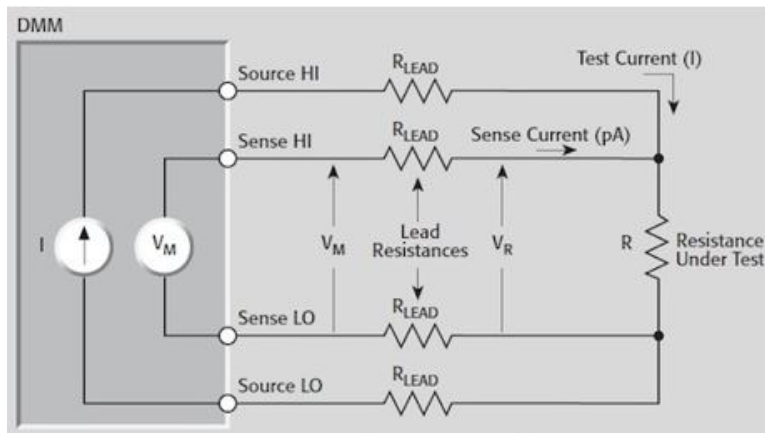 DMM
Source HI
RLEAD
Test Current (I)
Sense HI
RLEAD
Sense Current (pA)
I
VM
VM
Lead
Resistances
VR
R
Resistance
Under Test
Sense LO
RLEAD
Source LO
RLEAD